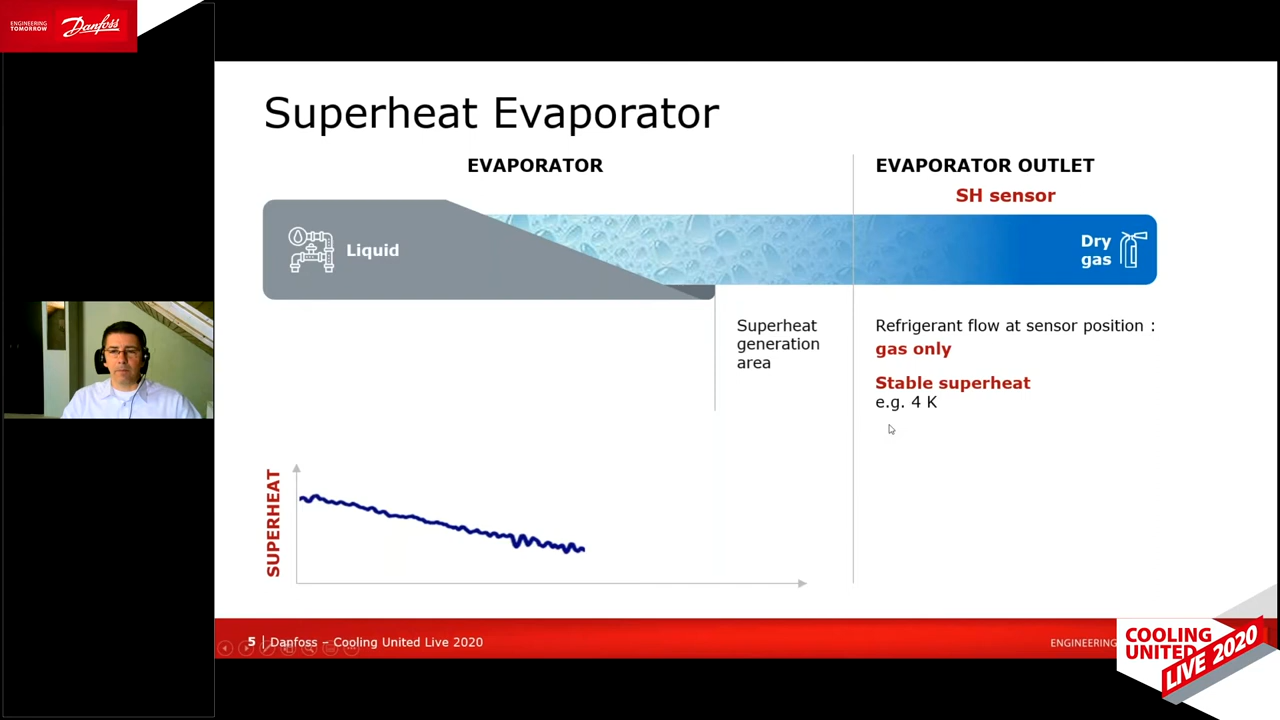 ENGINEERING
TOMORROW
Danfoss
Superheat Evaporator
EVAPORATOR
EVAPORATOR OUTLET
SH sensor
Liquid
Dry
gas
Superheat
generation
area
Refrigerant flow at sensor position :
gas only
Stable superheat
e.g. 4 K
SUPERHEAT
5 | Danfoss – Cooling United Live 2020
ENGINEERING
COOLING
UNITED
LIVE 2020